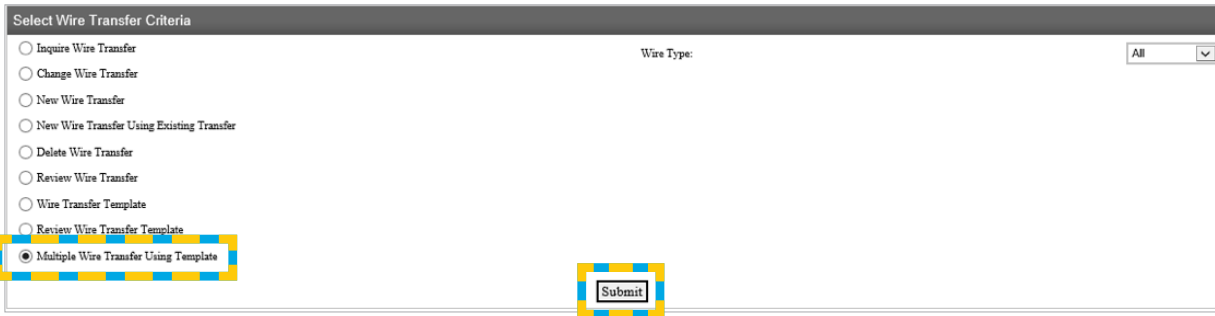 Select Wire Transfer Criteria
Inquire Wire Transfer
Wire Type:
All
Change Wire Transfer
New Wire Transfer
New Wire Transfer Using Existing Transfer
Delete Wire Transfer
Review Wire Transfer
Wire Transfer Template
Review Wire Transfer Template
Multiple Wire Transfer Using Template
Submit